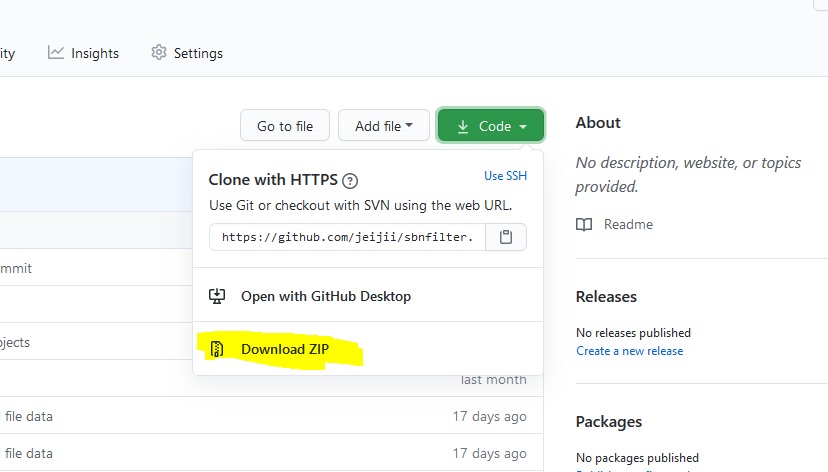 ity Insights Settings
Go to file Add file Code
About
No description, website, or topics
provided.
Readme
Clone with HTTPS ? Use SSH
Use Git or checkout with SVN using the web URL.
https://github.com/jeijii/sbnfilter.
Open with GitHub Desktop
Download ZIP
mmit
ojects
last month
file data 17 days ago
file data 17 days ago
Releases
No releases published
Create a new release
Packages
No packages published